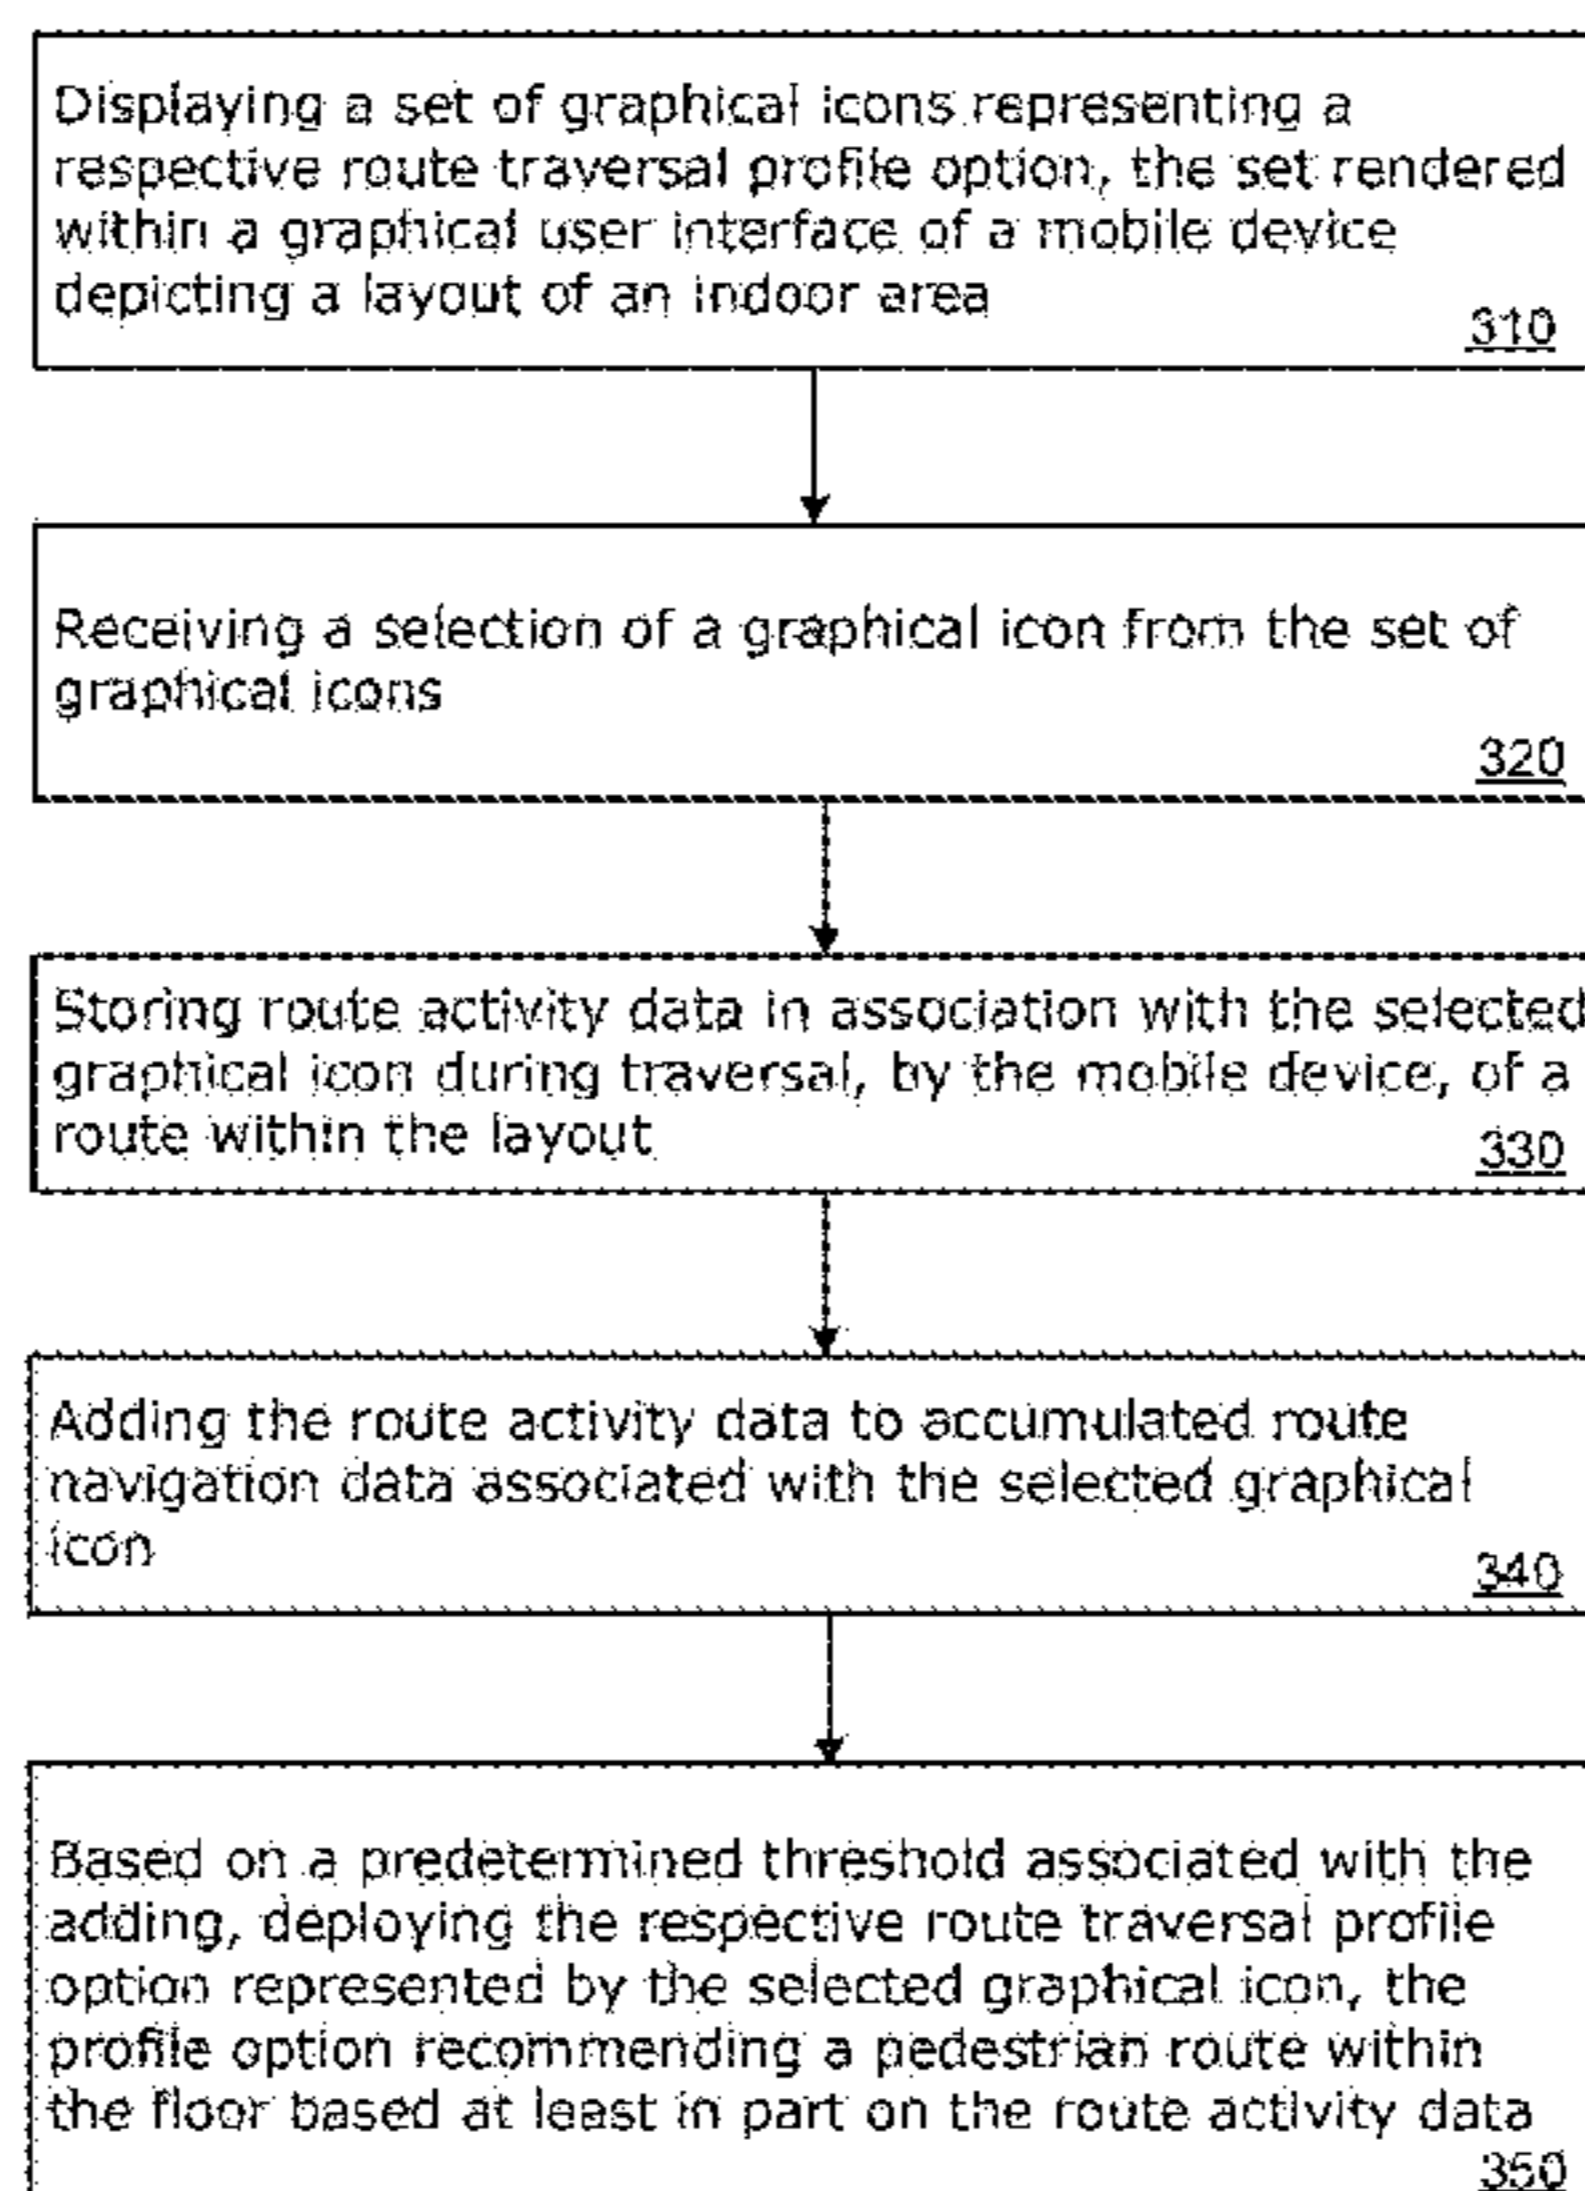 Displaying a set of graphical icons representing a
respective route traversal profile option, the set rendered
within a graphical user interface of a mobile device
depicting a layout of an indoor area
310
Receiving a selection of a graphical icon from the set of
graphical icons
320
Storing route activity data in association with the selected
graphical icon during traversal, by the mobile device, of a
route within the layout
330
Adding the route activity data to accumulated route
navigation data associated with the selected graphical
icon
340
Based on a predetermined threshold associated with the
adding, deploying the respective route traversal profile
option represented by the selected graphical icon, the
profile option recommending a pedestrian route within
the floor based at least in part on the route activity data
350